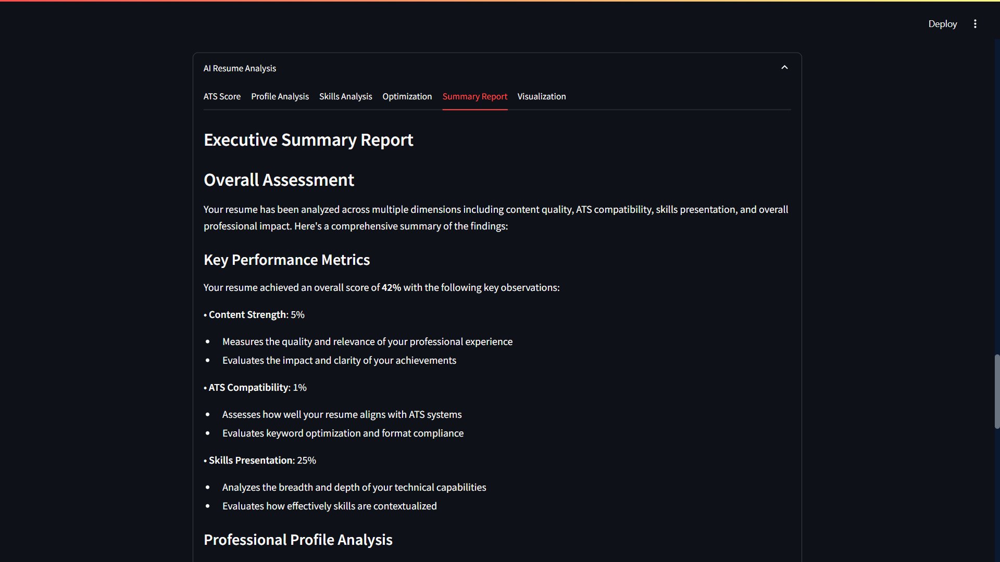 Deploy
AI Resume Analysis
ATS Score Profile Analysis Skills Analysis Optimization Summary Report Visualization
Executive Summary Report
Overall Assessment
Your resume has been analyzed across multiple dimensions including content quality, ATS compatibility, skills presentation, and overall
professional impact. Here's a comprehensive summary of the findings:
Key Performance Metrics
Your resume achieved an overall score of 42% with the following key observations:
• Content Strength: 5%
• Measures the quality and relevance of your professional experience
• Evaluates the impact and clarity of your achievements
• ATS Compatibility: 1%
• Assesses how well your resume aligns with ATS systems
• Evaluates keyword optimization and format compliance
• Skills Presentation: 25%
• Analyzes the breadth and depth of your technical capabilities
• Evaluates how effectively skills are contextualized
Professional Profile Analysis